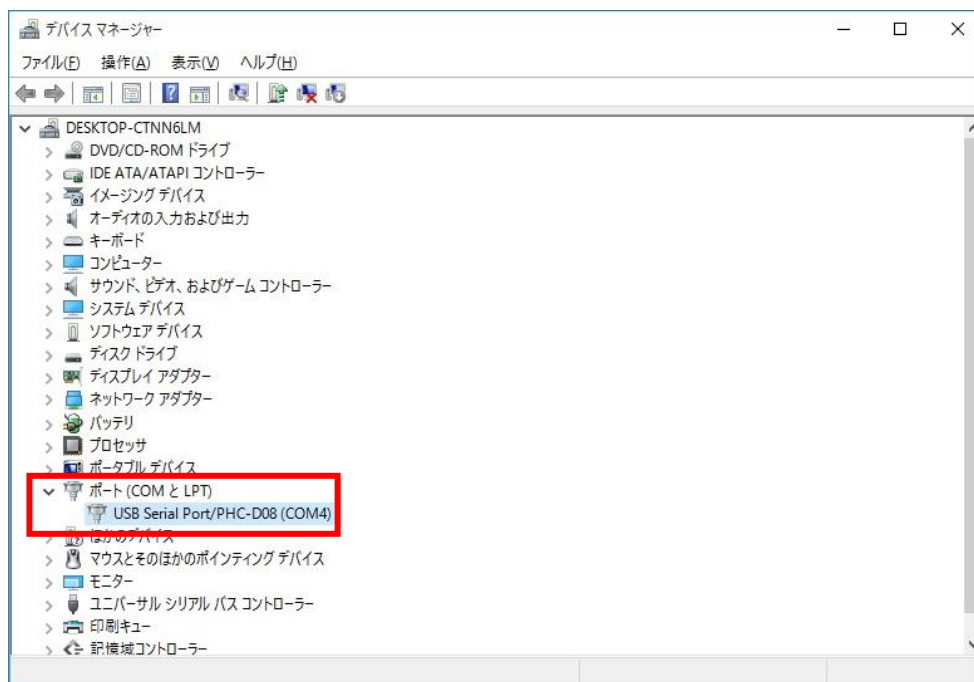 デバイス マネージャー
ファイル(F) 操作(A) 表示(V) ヘルプ(H)
DESKTOP-CTNN6LM
DVD/CD-ROM ドライブ
IDE ATA/ATAPI コントローラー
イメージング デバイス
オーディオの入力および出力
キーボード
コンピューター
サウンド、ビデオ、およびゲーム コントローラー
システム デバイス
ソフトウェア デバイス
ディスク ドライブ
ディスプレイ アダプター
ネットワーク アダプター
バッテリ
プロセッサ
ポータブル デバイス
ポート (COM と LPT)
USB Serial Port/PHC-D08 (COM4)
ほかのデバイス
マウスとそのほかのポインティング デバイス
モニター
ユニバーサル シリアル バス コントローラー
印刷キュー
記憶域コントローラー